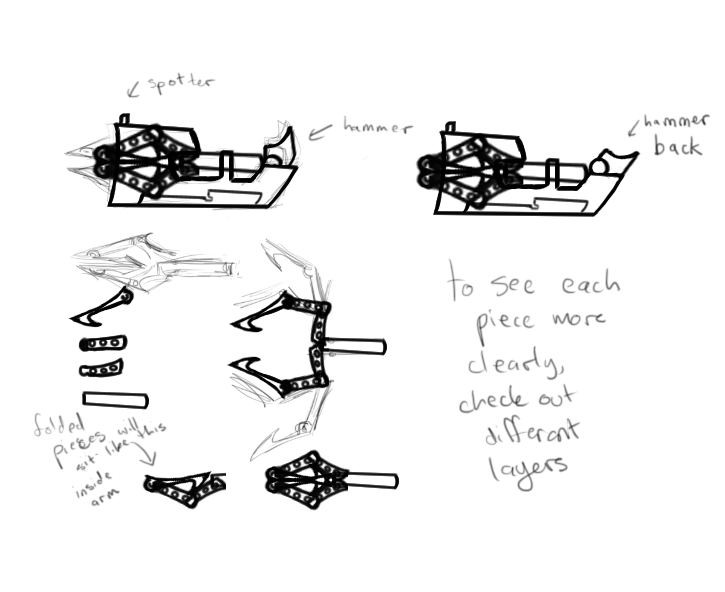 spotter
hammer
hammer
back
to see each
piece more
clearly,
check out
different
layers
folded
pieces will
sit like this
inside
arm